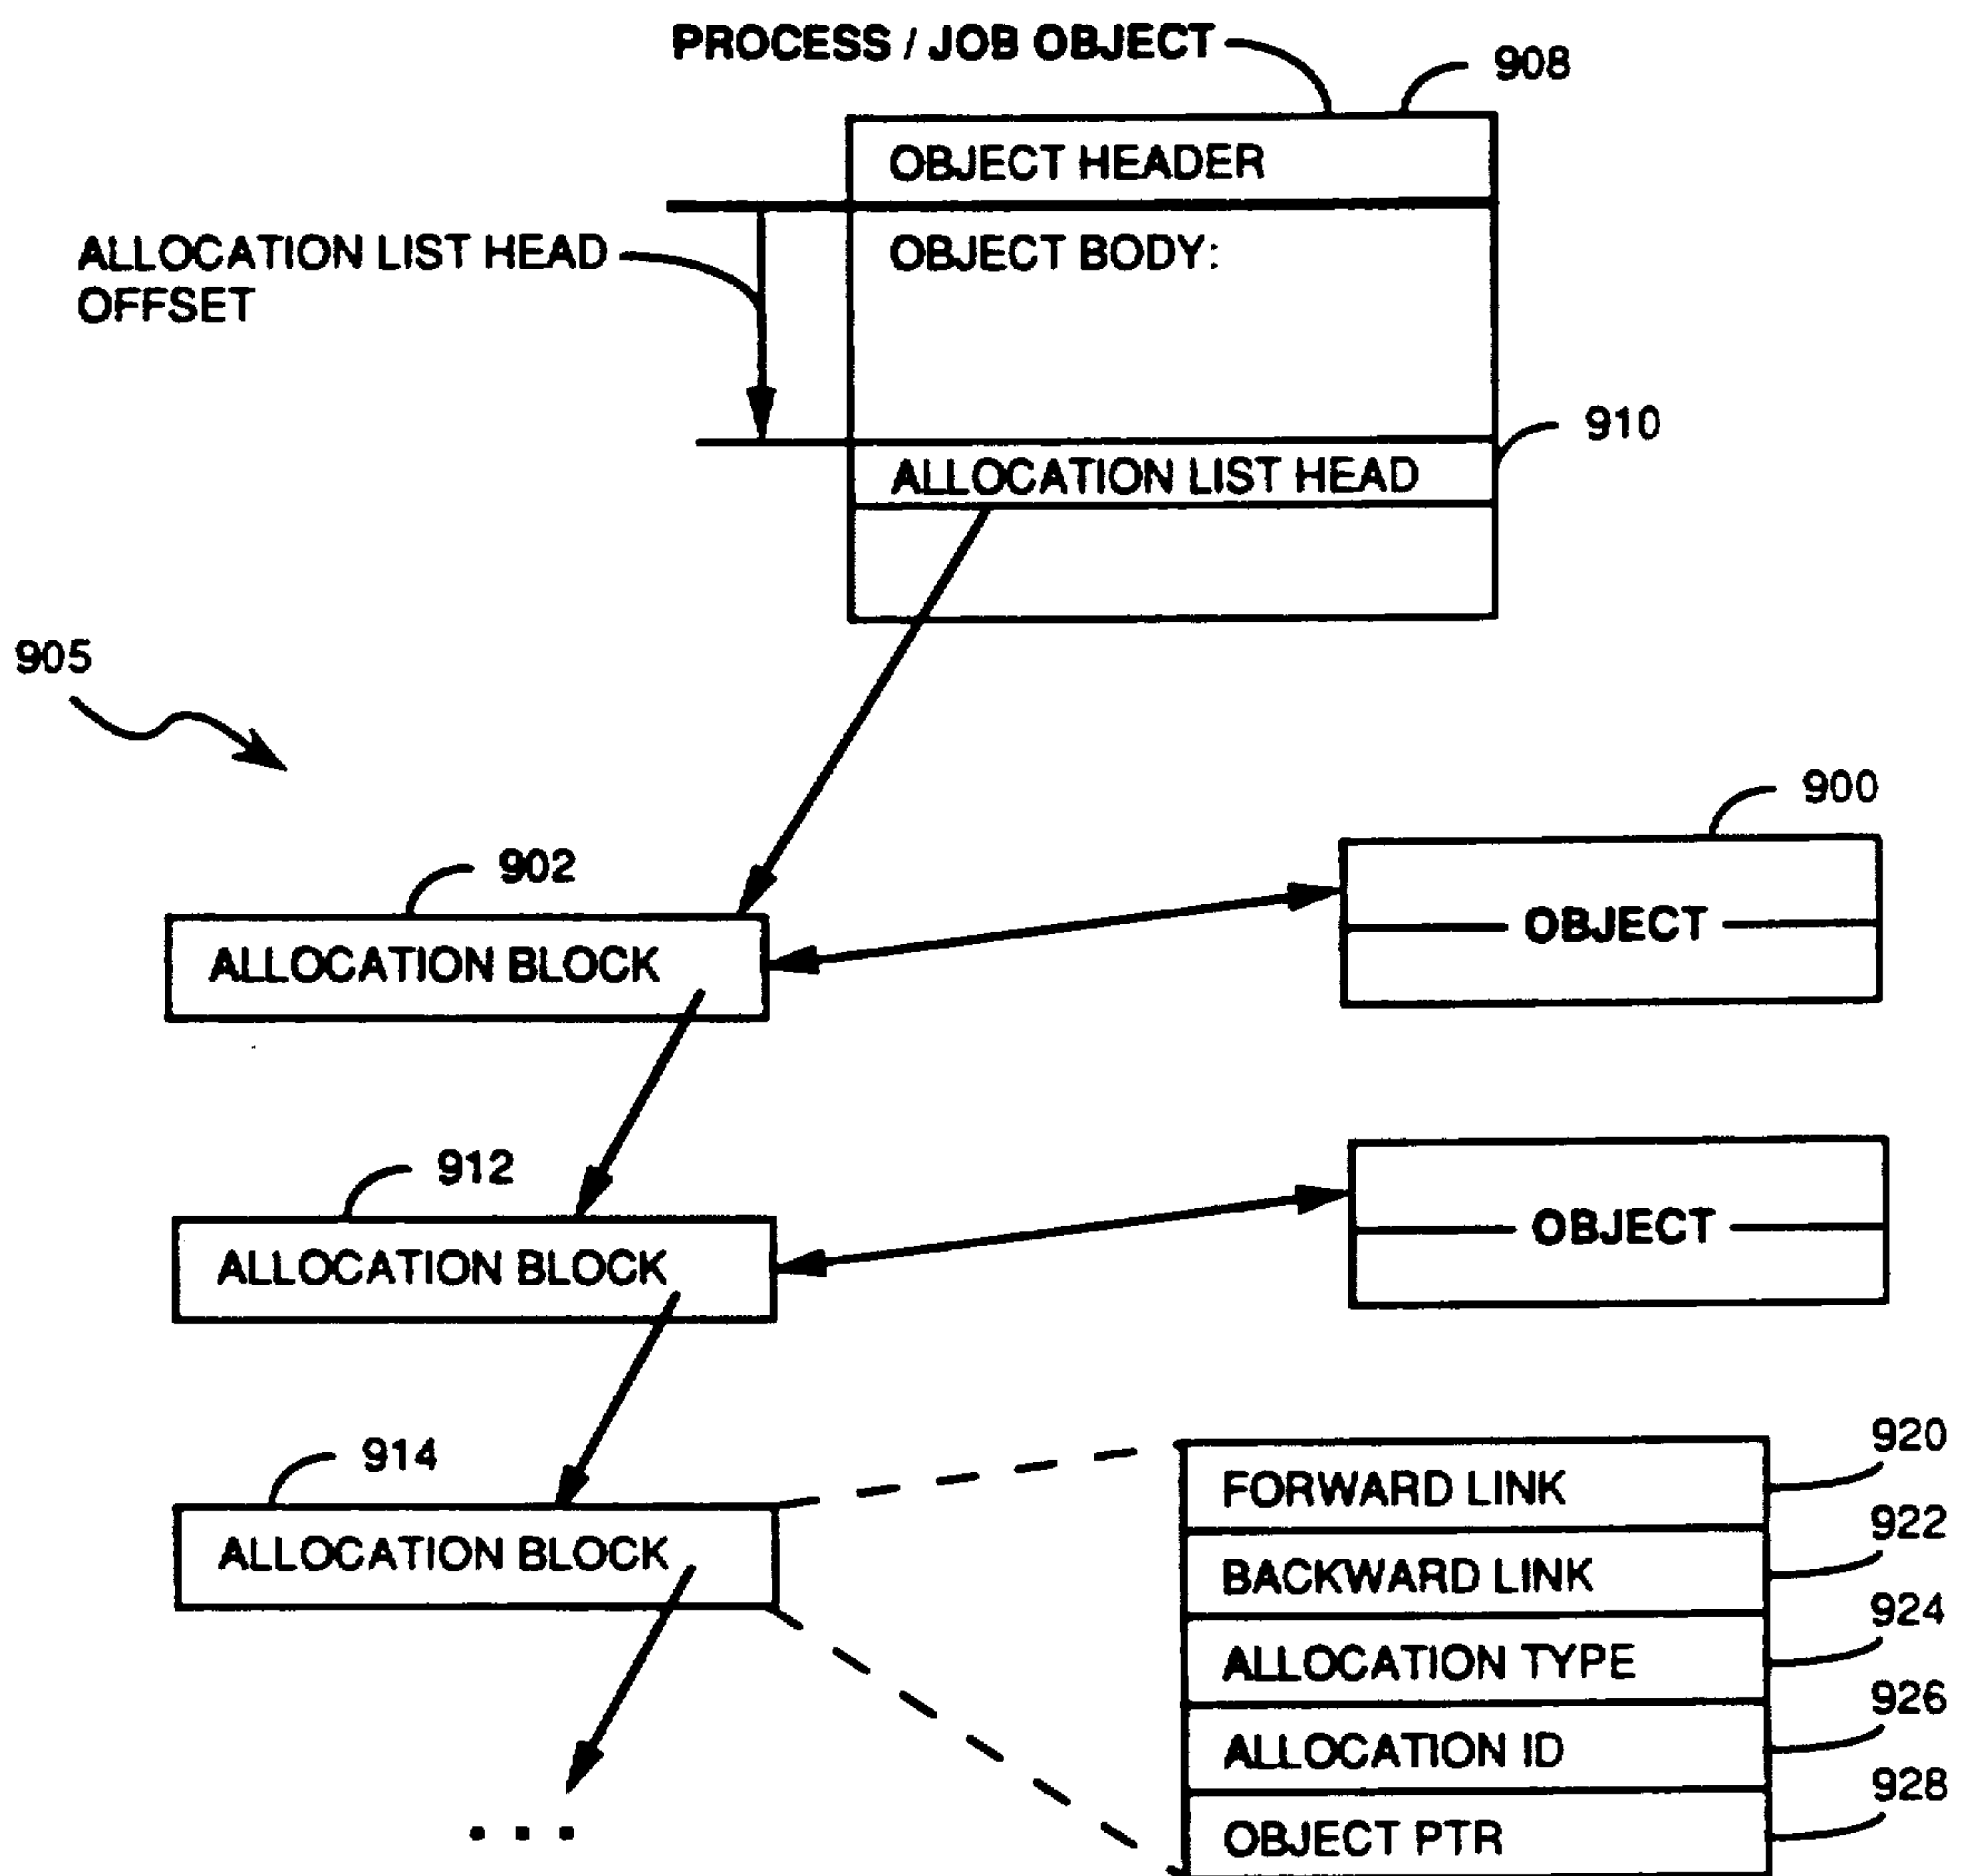 PROCESS / JOB OBJECT
908
OBJECT HEADER
ALLOCATION LIST HEAD
OFFSET
OBJECT BODY:
910
ALLOCATION LIST HEAD
905
900
902
OBJECT
ALLOCATION BLOCK
912
OBJECT
ALLOCATION BLOCK
914
ALLOCATION BLOCK
920
FORWARD LINK
922
BACKWARD LINK
924
ALLOCATION TYPE
926
ALLOCATION ID
928
OBJECT PTR
...